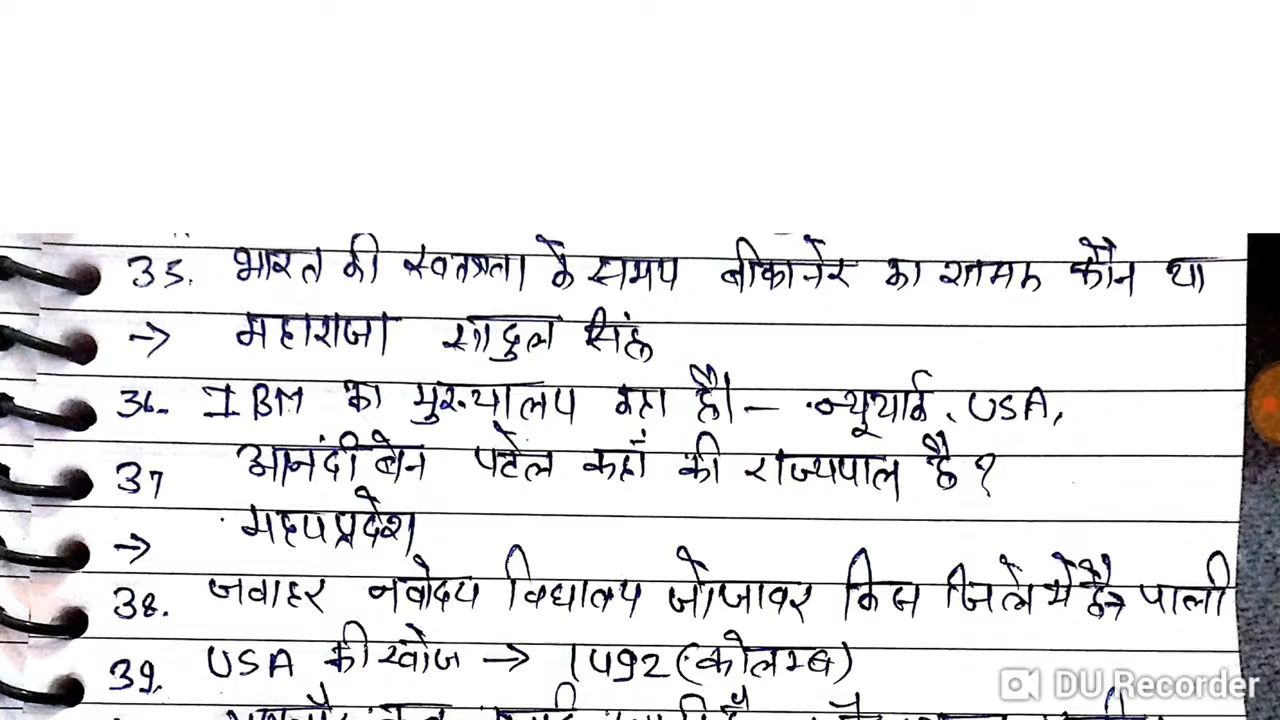 35. भारत की स्वतंत्रता के समय बीकानेर का शासक कौन था
→ महाराजा सादुल सिंह
36. IBM का मुख्यालय कहा है। – न्यूयार्क, USA,
37 आनंदी बेन पटेल कहाँ की राज्यपाल है ?
→ मध्यप्रदेश
38. जवाहर नवोदय विद्यालय जोजावर किस जिले में है→ पाली
39. USA की खोज → 1492 (कोलम्बस)
DU Recorder